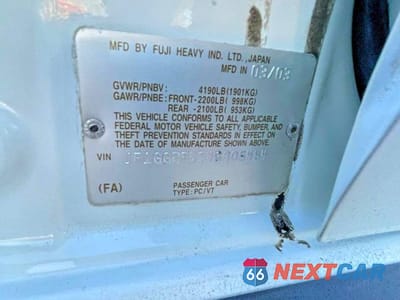 MFD BY FUJI HEAVY IND. LTD., JAPAN
MFD IN 03/03
GVWR/PNBV: 4190LB(1901KG)
GAWR/PNBE: FRONT-2200LB( 998KG)
REAR -2100LB( 953KG)
THIS VEHICLE CONFORMS TO ALL APPLICABLE
FEDERAL MOTOR VEHICLE SAFETY, BUMPER, AND
THEFT PREVENTION STANDARDS IN EFFECT ON
THE DATE OF MANUFACTURE SHOWN ABOVE.
VIN
PASSENGER CAR
(FA) TYPE:PC/VT
66 NEXTCAR